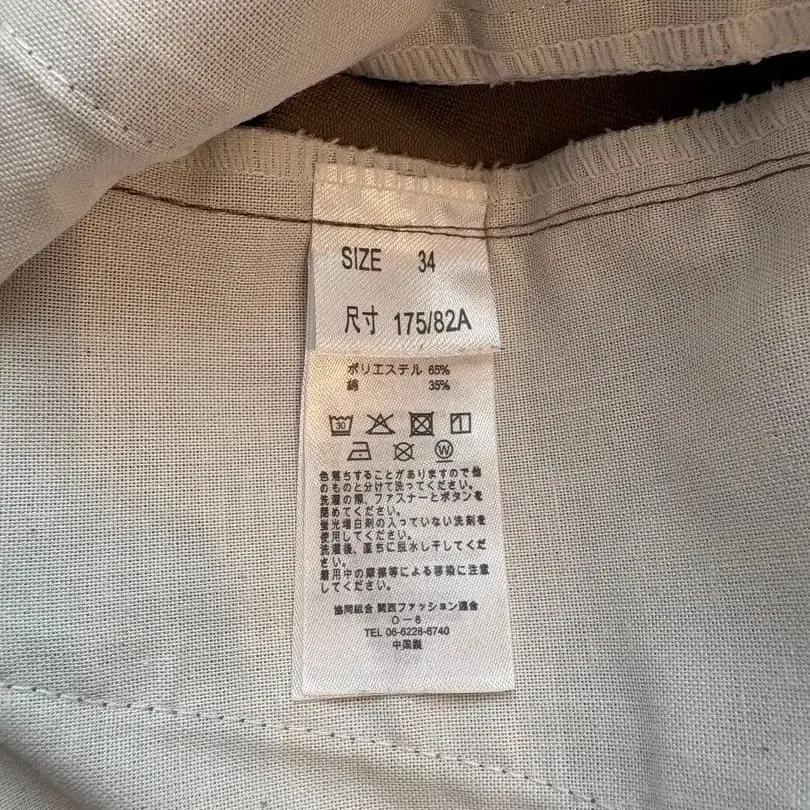 SIZE 34
尺寸 175/82A
ポリエステル 65%
綿 35%
30
W
色落ちすることがありますので他
のものと分けて洗ってください。
洗濯の際、ファスナーとボタンを
閉めてください。
蛍光増白剤の入っていない洗剤を
使用してください。
洗濯後、直ちに脱水し干してくだ
さい。
着用中の摩擦等による移染に注意
してください。
協同組合 関西ファッション連合
O-6
TEL 06-6228-6740
中国製